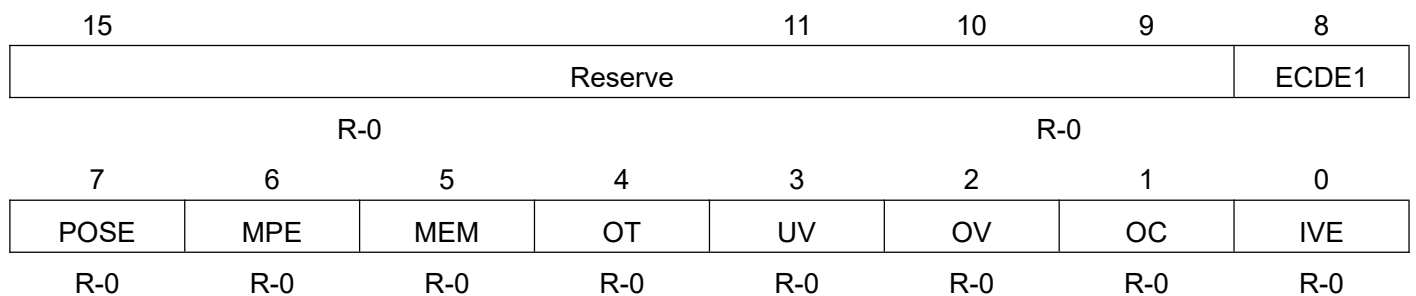 15 11 10 9 8
Reserve ECDE1
R-0 R-0
7 6 5 4 3 2 1 0
POSE MPE MEM OT UV OV OC IVE
R-0 R-0 R-0 R-0 R-0 R-0 R-0 R-0